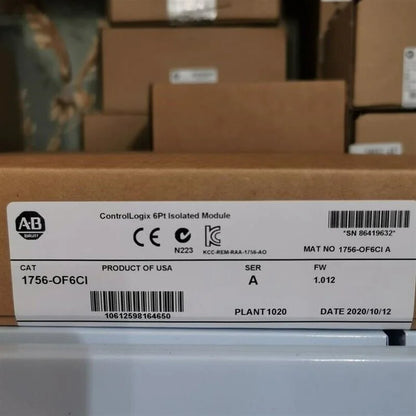 A-B
ControlLogix 6Pt Isolated Module
CE
N223
KCC-REM-RAA-1756-AO
*SN 86419632*
MAT NO 1756-OF6CI A
CAT PRODUCT OF USA SER FW
1756-OF6CI A 1.012
10612598164650
PLANT 1020 DATE 2020/10/12